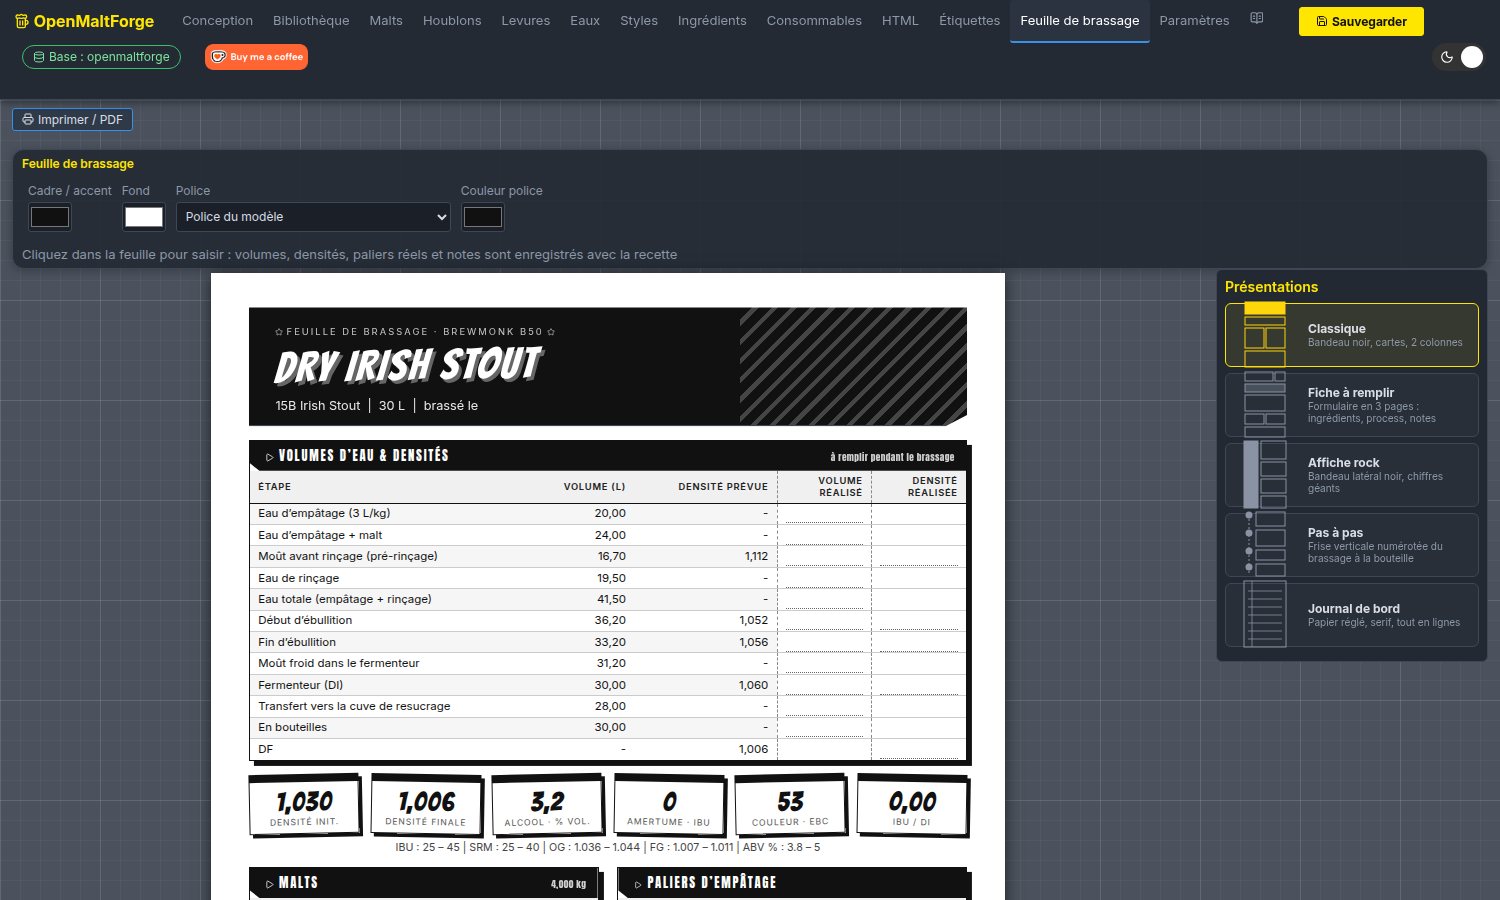 OpenMaltForge
Conception Bibliothèque Malts Houblons Levures Eaux Styles Ingrédients Consommables HTML Étiquettes Feuille de brassage Paramètres
Sauvegarder
Base : openmaltforge
Buy me a coffee
Imprimer / PDF
Feuille de brassage
Cadre / accent Fond Police Couleur police
Police du modèle
Cliquez dans la feuille pour saisir : volumes, densités, paliers réels et notes sont enregistrés avec la recette
FEUILLE DE BRASSAGE · BREWMONK B50
DRY IRISH STOUT
15B Irish Stout | 30 L | brassé le
VOLUMES D'EAU & DENSITÉS à remplir pendant le brassage
ÉTAPE VOLUME (L) DENSITÉ PRÉVUE VOLUME RÉALISÉ DENSITÉ RÉALISÉE
Eau d'empâtage (3 L/kg) 20,00 -
Eau d'empâtage + malt 24,00 -
Moût avant rinçage (pré-rinçage) 16,70 1,112
Eau de rinçage 19,50 -
Eau totale (empâtage + rinçage) 41,50 -
Début d'ébullition 36,20 1,052
Fin d'ébullition 33,20 1,056
Moût froid dans le fermenteur 31,20 -
Fermenteur (DI) 30,00 1,060
Transfert vers la cuve de resucrage 28,00 -
En bouteilles 30,00 -
DF - 1,006
1,030 1,006 3,2 0 53 0,00
DENSITÉ INIT. DENSITÉ FINALE ALCOOL · % VOL. AMERTUME · IBU COULEUR · EBC IBU / DI
IBU : 25 – 45 | SRM : 25 – 40 | OG : 1.036 – 1.044 | FG : 1.007 – 1.011 | ABV % : 3.8 – 5
MALTS 4,000 kg
PALIERS D'EMPÂTAGE
Présentations
Classique
Bandeau noir, cartes, 2 colonnes
Fiche à remplir
Formulaire en 3 pages :
ingrédients, process, notes
Affiche rock
Bandeau latéral noir, chiffres
géants
Pas à pas
Frise verticale numérotée du
brassage à la bouteille
Journal de bord
Papier réglé, serif, tout en lignes